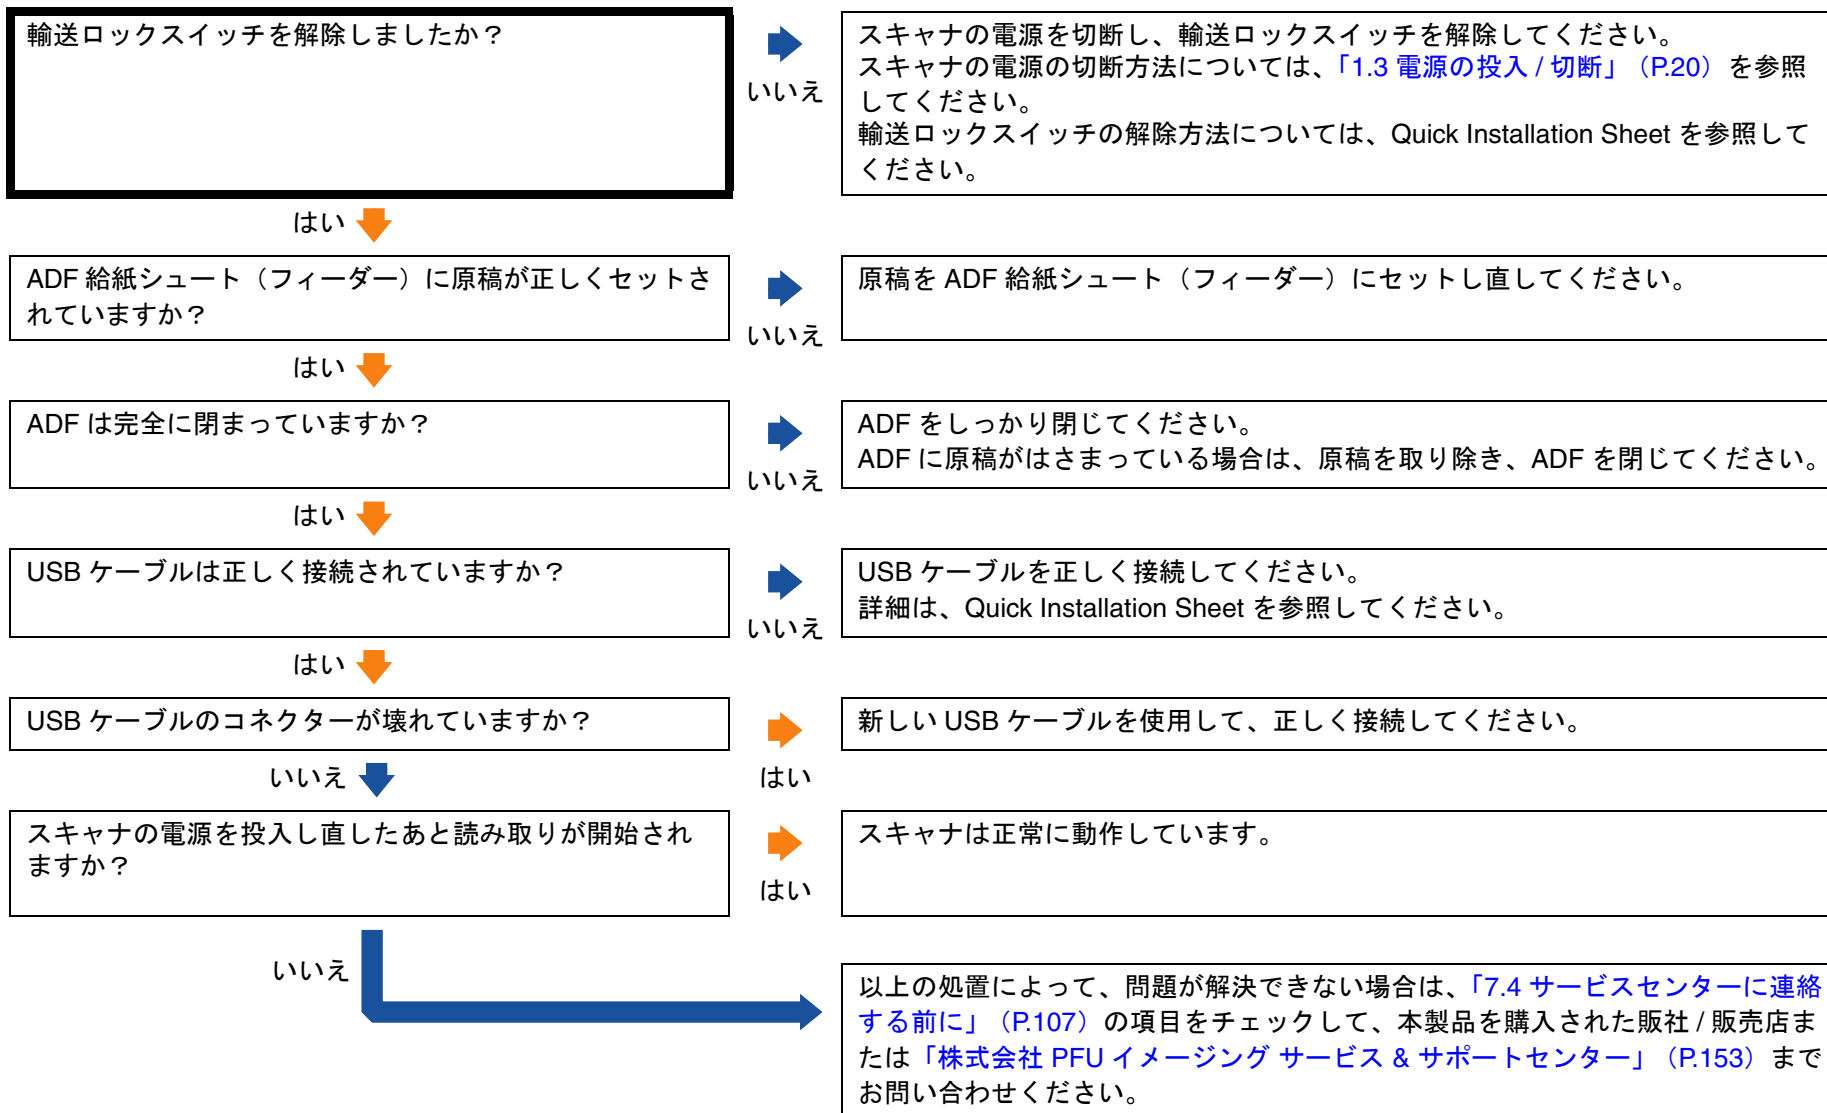 輸送ロックスイッチを解除しましたか？
いいえ
スキャナの電源を切断し、輸送ロックスイッチを解除してください。
スキャナの電源の切断方法については、「1.3 電源の投入 / 切断」（P.20）を参照
してください。
輸送ロックスイッチの解除方法については、Quick Installation Sheet を参照して
ください。
はい
ADF 給紙シュート（フィーダー）に原稿が正しくセットさ
れていますか？
いいえ
原稿を ADF 給紙シュート（フィーダー）にセットし直してください。
はい
ADF は完全に閉まっていますか？
いいえ
ADF をしっかり閉じてください。
ADF に原稿がはさまっている場合は、原稿を取り除き、ADF を閉じてください。
はい
USB ケーブルは正しく接続されていますか？
いいえ
USB ケーブルを正しく接続してください。
詳細は、Quick Installation Sheet を参照してください。
はい
USB ケーブルのコネクターが壊れていますか？
はい
新しい USB ケーブルを使用して、正しく接続してください。
いいえ
スキャナの電源を投入し直したあと読み取りが開始され
ますか？
はい
スキャナは正常に動作しています。
いいえ
以上の処置によって、問題が解決できない場合は、「7.4 サービスセンターに連絡
する前に」（P.107）の項目をチェックして、本製品を購入された販社 / 販売店ま
たは「株式会社 PFU イメージング サービス & サポートセンター」（P.153）まで
お問い合わせください。